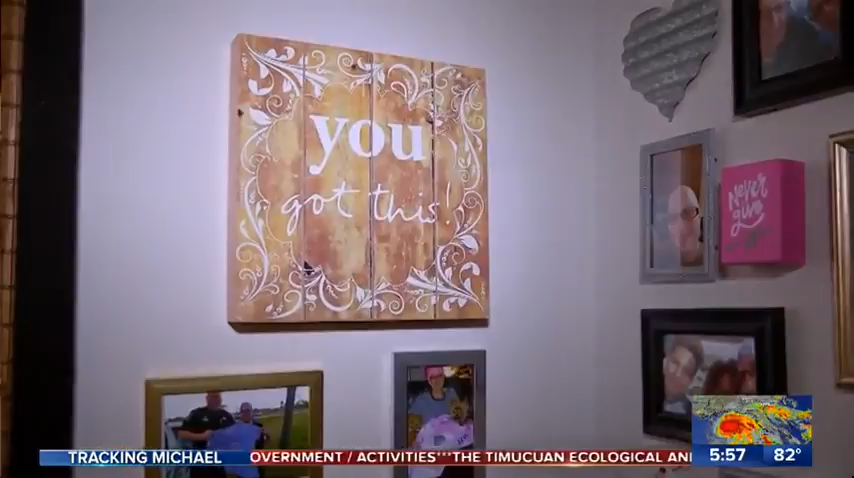 you
got this!
Never
give
TRACKING MICHAEL
OVERNMENT / ACTIVITIES***THE TIMUCUAN ECOLOGICAL AN
5:57 82°